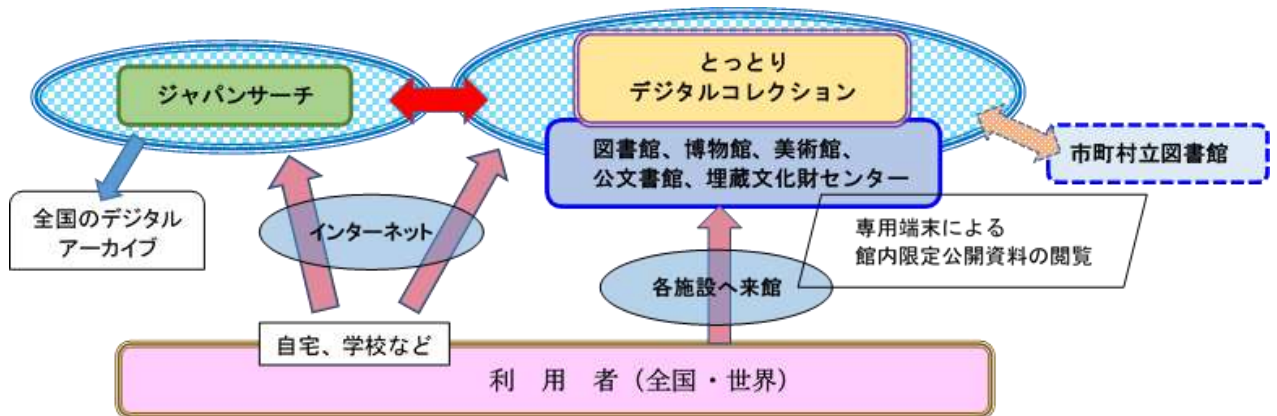 とっとり
デジタルコレクション
ジャパンサーチ
図書館、博物館、美術館、
公文書館、埋蔵文化財センター
市町村立図書館
全国のデジタル
アーカイブ
インターネット
専用端末による
館内限定公開資料の閲覧
各施設へ来館
自宅、学校など
利 用 者（全国・世界）